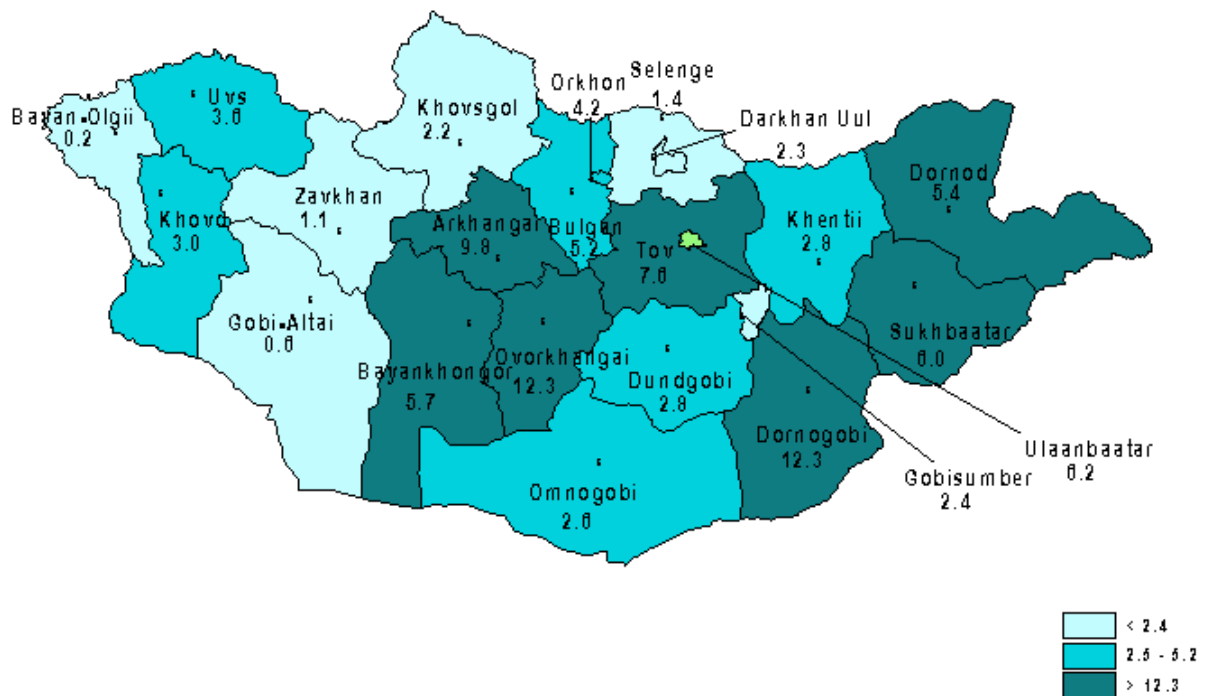 Orkhon
4.2
Selenge
1.4
Uvs
3.6
Bayan-Olgii
0.2
Khovsgol
2.2
Darkhan Uul
2.3
Dornod
5.4
Zavkhan
1.1
Khovd
3.0
Arkhangai
9.8
Bulgan
5.2
Tov
7.6
Khentii
2.8
Gobi-Altai
0.6
Bayankhongor
5.7
Ovorkhangai
12.3
Dundgobi
2.8
Sukhbaatar
6.0
Dornogobi
12.3
Ulaanbaatar
6.2
Gobisumber
2.4
Omnogobi
2.6
< 2.4
2.5 - 5.2
> 12.3